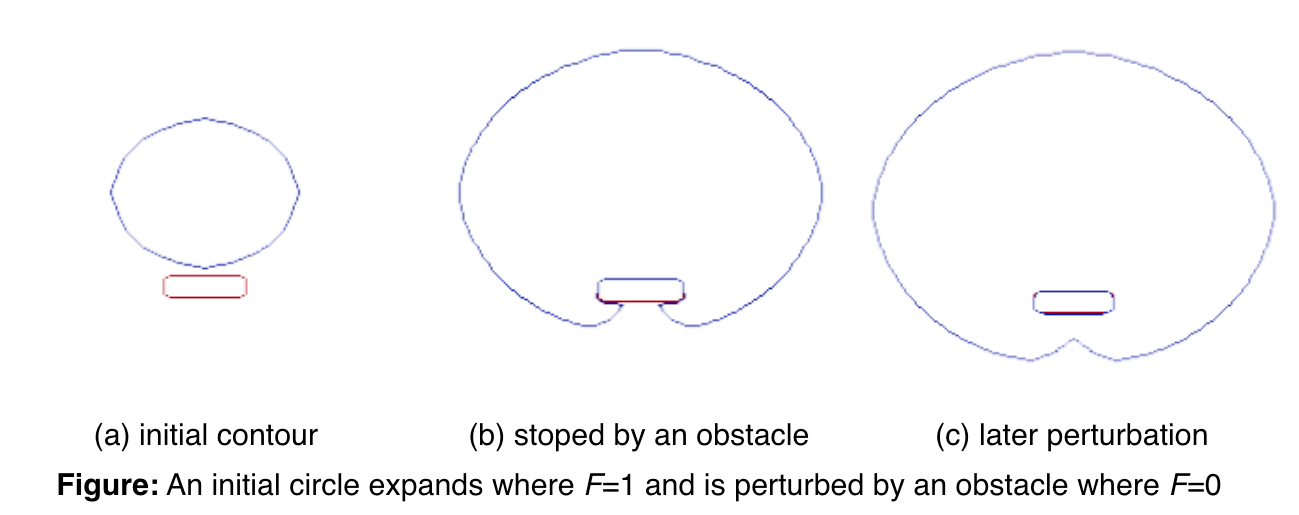 (a) initial contour (b) stoped by an obstacle (c) later perturbation
Figure: An initial circle expands where F=1 and is perturbed by an obstacle where F=0